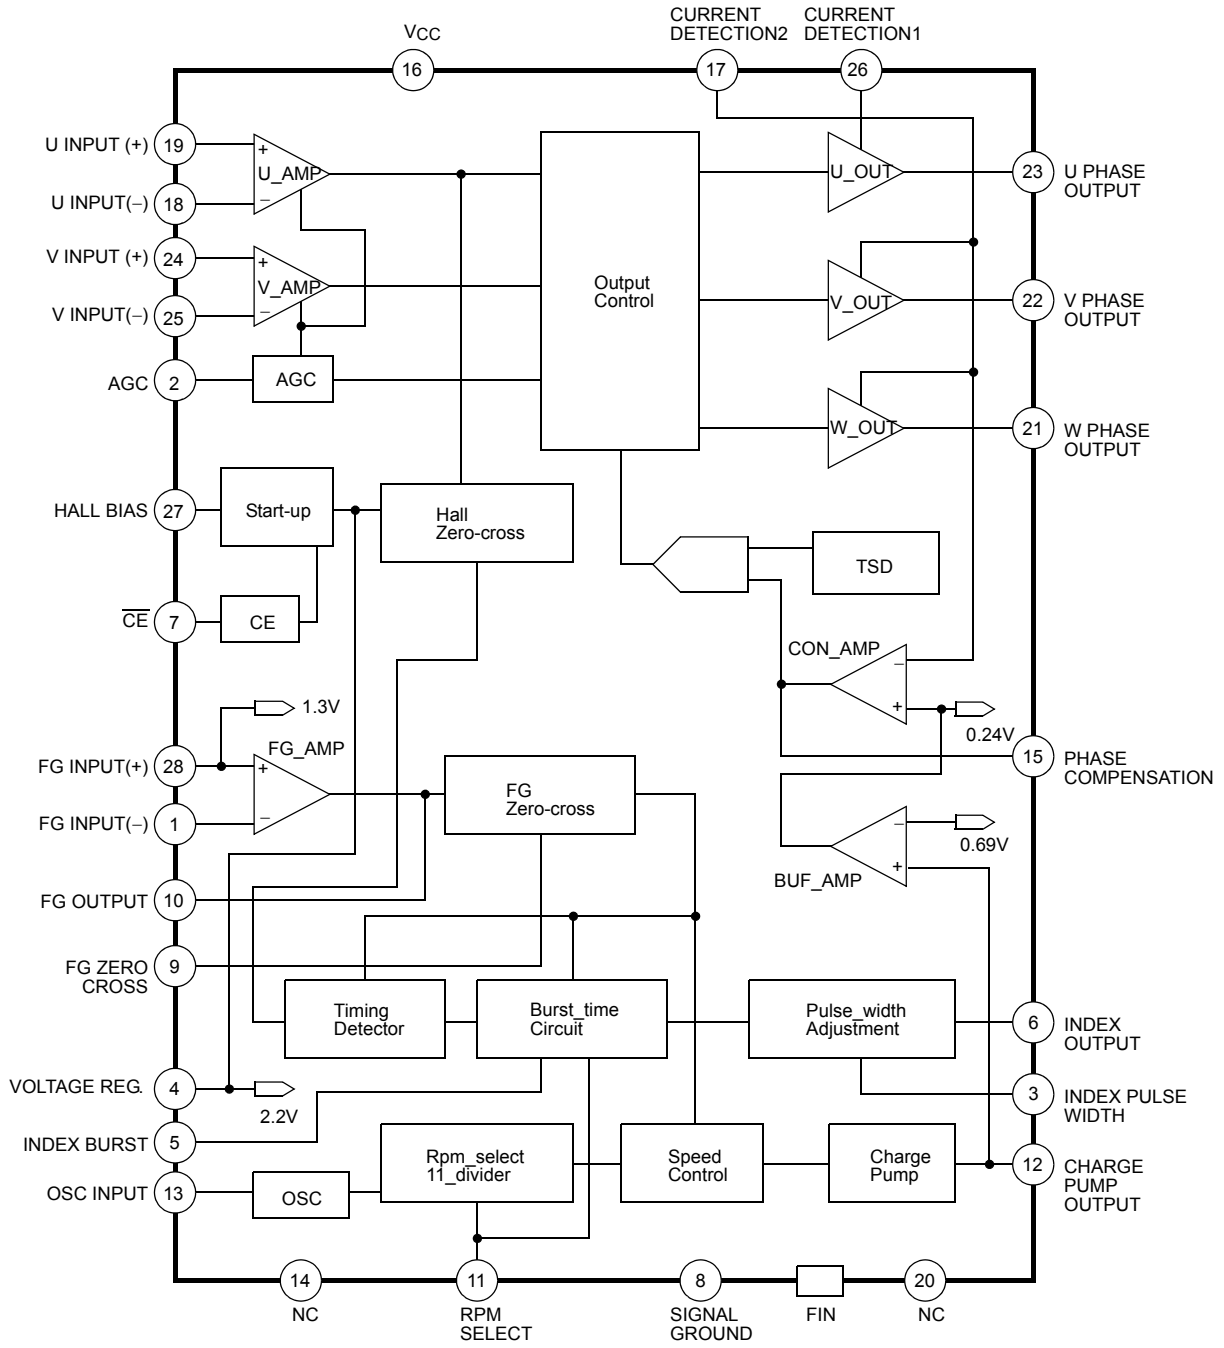 CURRENT
DETECTION2
CURRENT
DETECTION1
VCC
16
17
26
U INPUT (+)
19
+
U_AMP
−
U INPUT(−)
18
V INPUT (+)
24
+
V_AMP
−
V INPUT(−)
25
AGC
2
AGC
Output
Control
U_OUT
23
U PHASE
OUTPUT
V_OUT
22
V PHASE
OUTPUT
W_OUT
21
W PHASE
OUTPUT
HALL BIAS
27
Start-up
Hall
Zero-cross
TSD
CE
7
CE
CON_AMP
−
+
0.24V
15
PHASE
COMPENSATION
1.3V
FG_AMP
FG INPUT(+)
28
+
−
FG INPUT(−)
1
FG
Zero-cross
−
0.69V
+
BUF_AMP
FG OUTPUT
10
FG ZERO
CROSS
9
Timing
Detector
Burst_time
Circuit
Pulse_width
Adjustment
6
INDEX
OUTPUT
VOLTAGE REG.
4
2.2V
3
INDEX PULSE
WIDTH
INDEX BURST
5
OSC INPUT
13
OSC
Rpm_select
11_divider
Speed
Control
Charge
Pump
12
CHARGE
PUMP
OUTPUT
14
NC
11
RPM
SELECT
8
SIGNAL
GROUND
FIN
20
NC